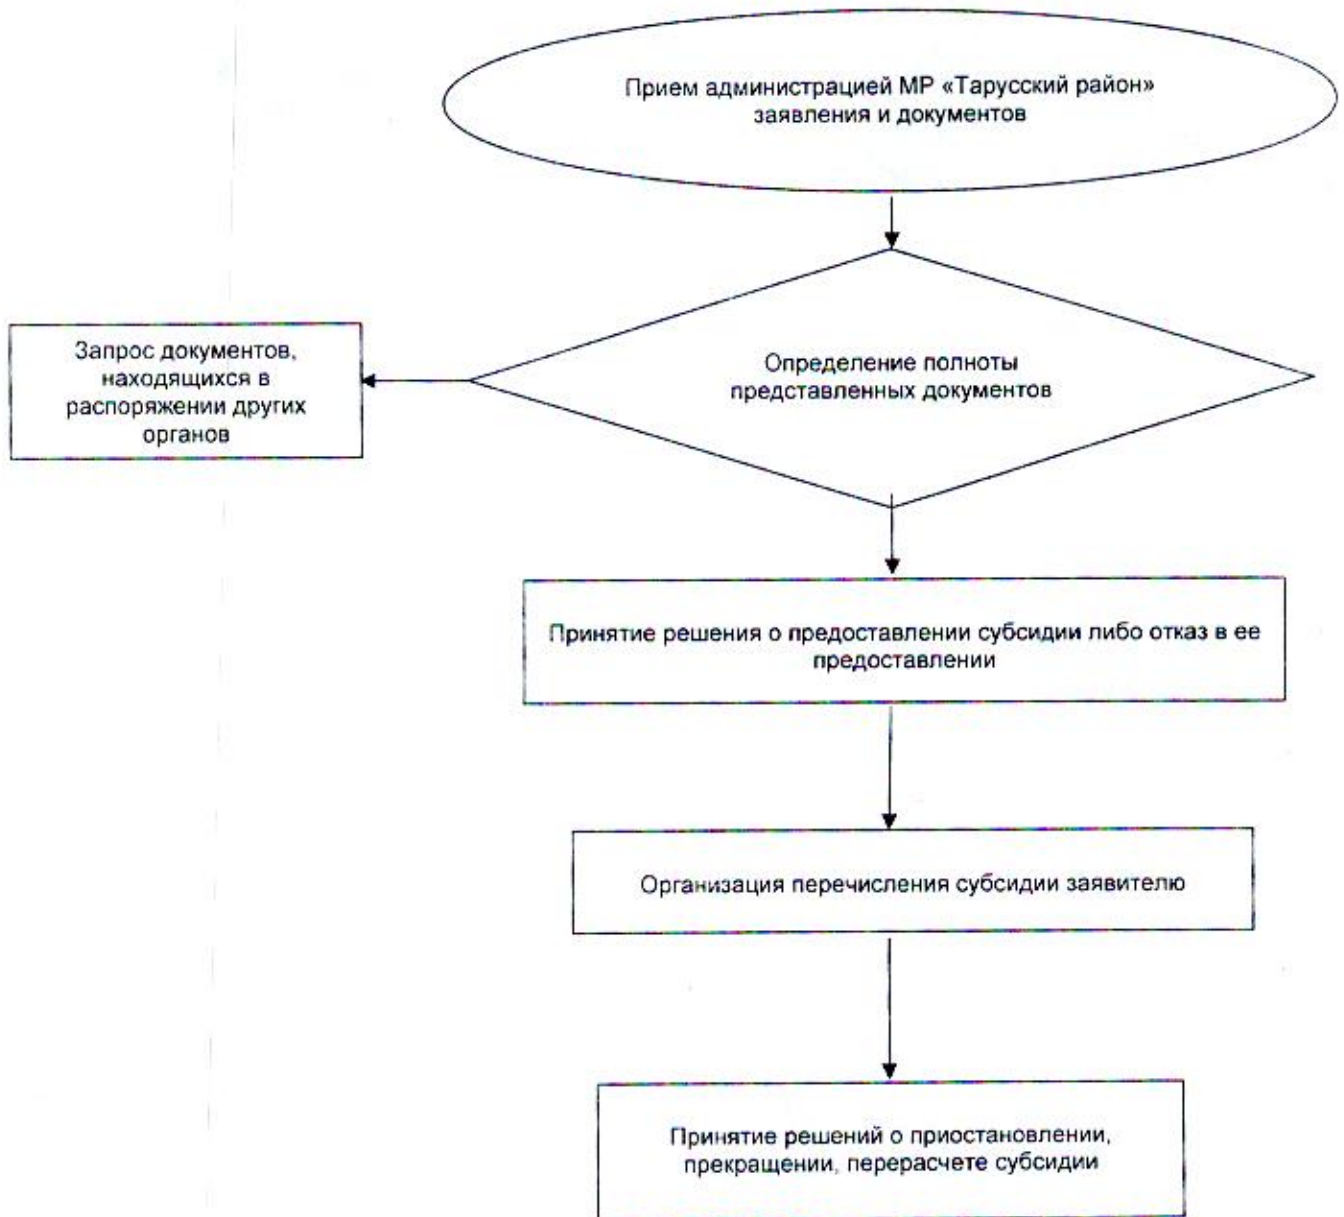 Прием администрацией МР «Тарусский район»
заявления и документов
Определение полноты
представленных документов
Запрос документов,
находящихся в
распоряжении других
органов
Принятие решения о предоставлении субсидии либо отказ в ее
предоставлении
Организация перечисления субсидии заявителю
Принятие решений о приостановлении,
прекращении, перерасчете субсидии